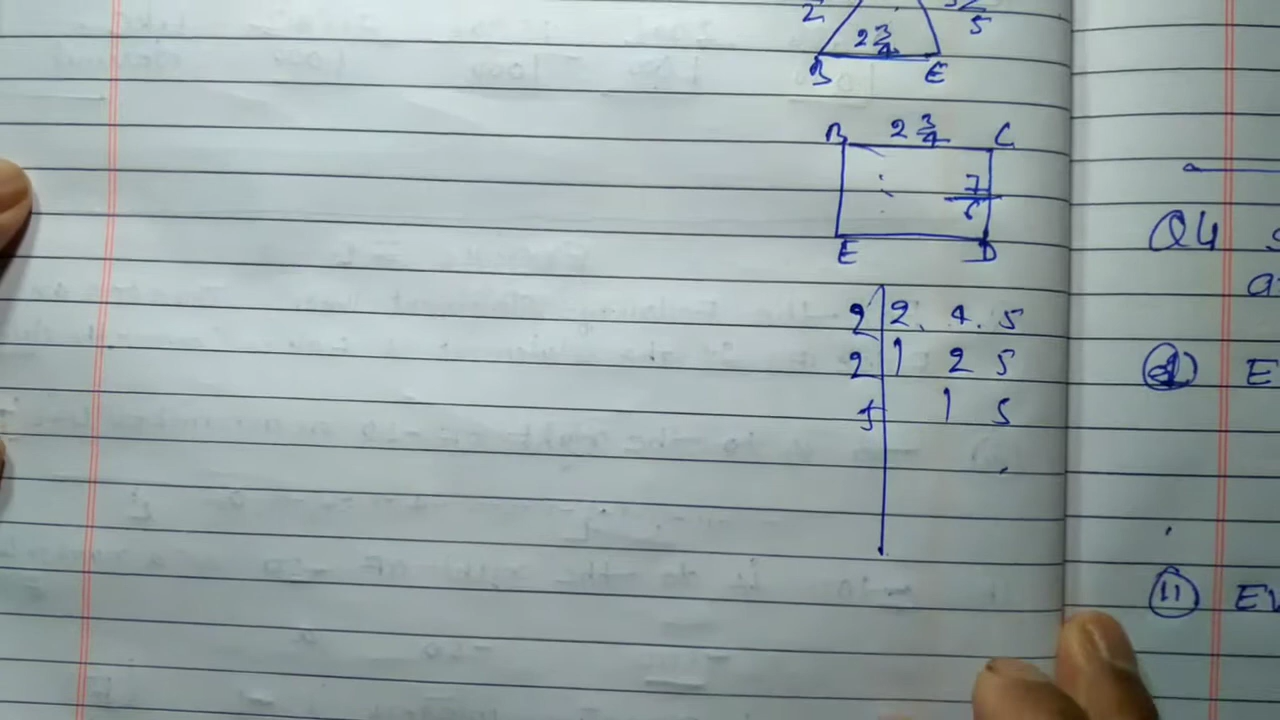 2 5
2 3/4
B E
B 2 3/4 C
7
E D
2 2. 4. 5
2 1 2 5
5 1 5
Q4
E
(ii) EV